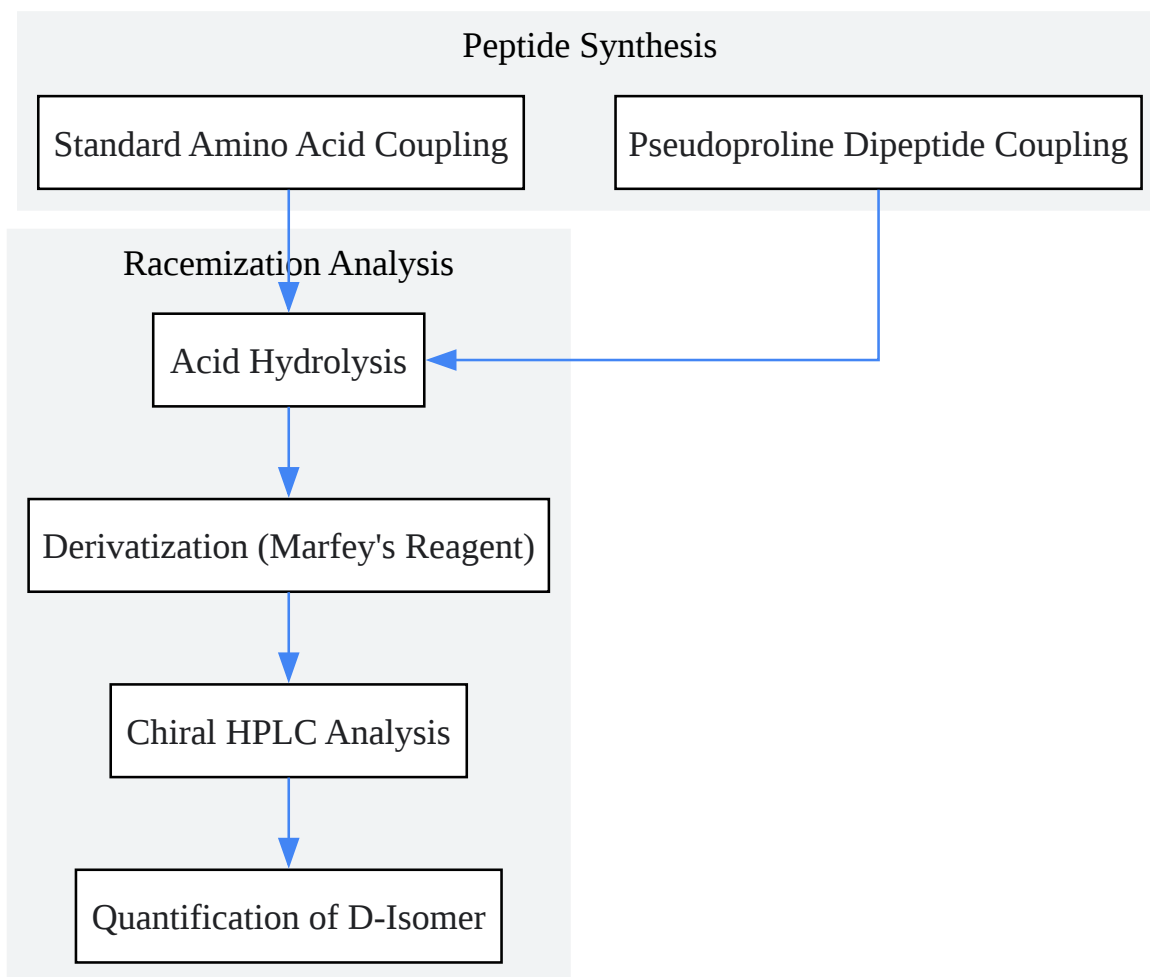 Peptide Synthesis
Standard Amino Acid Coupling
Pseudoproline Dipeptide Coupling
Racemization Analysis
Acid Hydrolysis
Derivatization (Marfey's Reagent)
Chiral HPLC Analysis
Quantification of D-Isomer